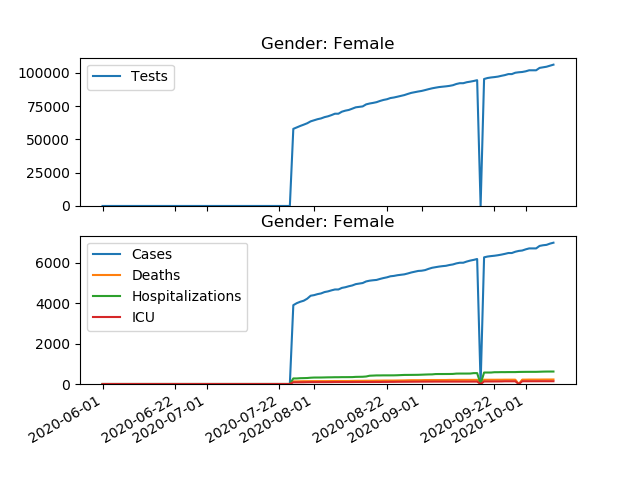 Gender: Female
100000
75000
50000
25000
0
Tests
Gender: Female
6000
4000
2000
0
Cases
Deaths
Hospitalizations
ICU
2020-06-01
2020-06-22
2020-07-01
2020-07-22
2020-08-01
2020-08-22
2020-09-01
2020-09-22
2020-10-01